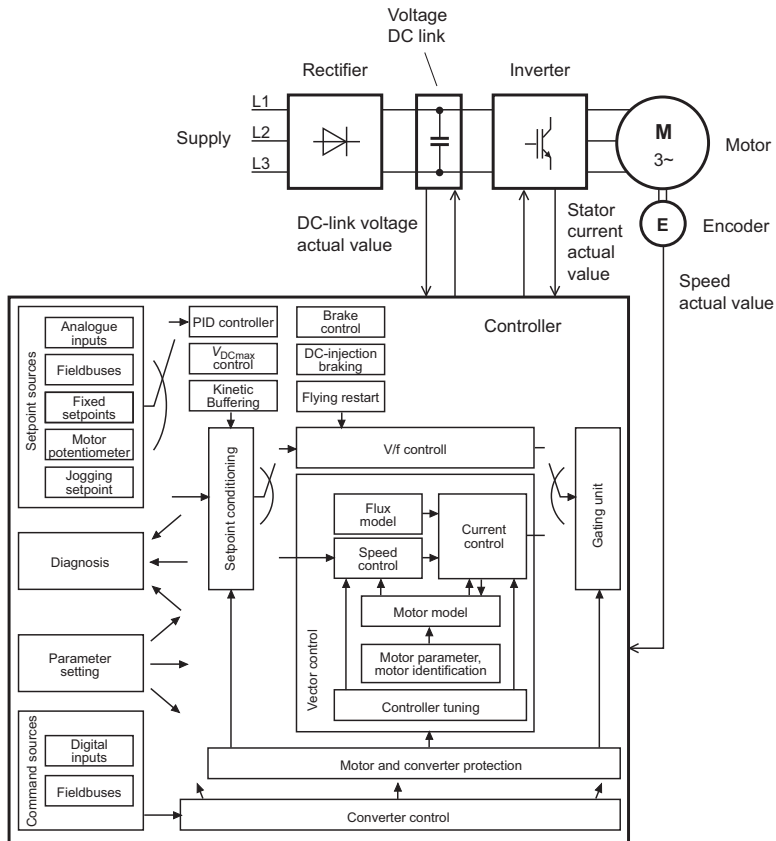 Voltage
DC link
Rectifier
Inverter
L1
L2
L3
Supply
M
3~
Motor
E
Encoder
DC-link voltage
actual value
Stator
current
actual
value
Speed
actual value
Controller
Setpoint sources
Analogue
inputs
Fieldbuses
Fixed
setpoints
Motor
potentiometer
Jogging
setpoint
PID controller
VDCmax
control
Kinetic
Buffering
Brake
control
DC-injection
braking
Flying restart
Setpoint conditioning
V/f controll
Gating unit
Vector control
Flux
model
Speed
control
Current
control
Motor model
Motor parameter,
motor identification
Controller tuning
Diagnosis
Parameter
setting
Command sources
Digital
inputs
Fieldbuses
Motor and converter protection
Converter control